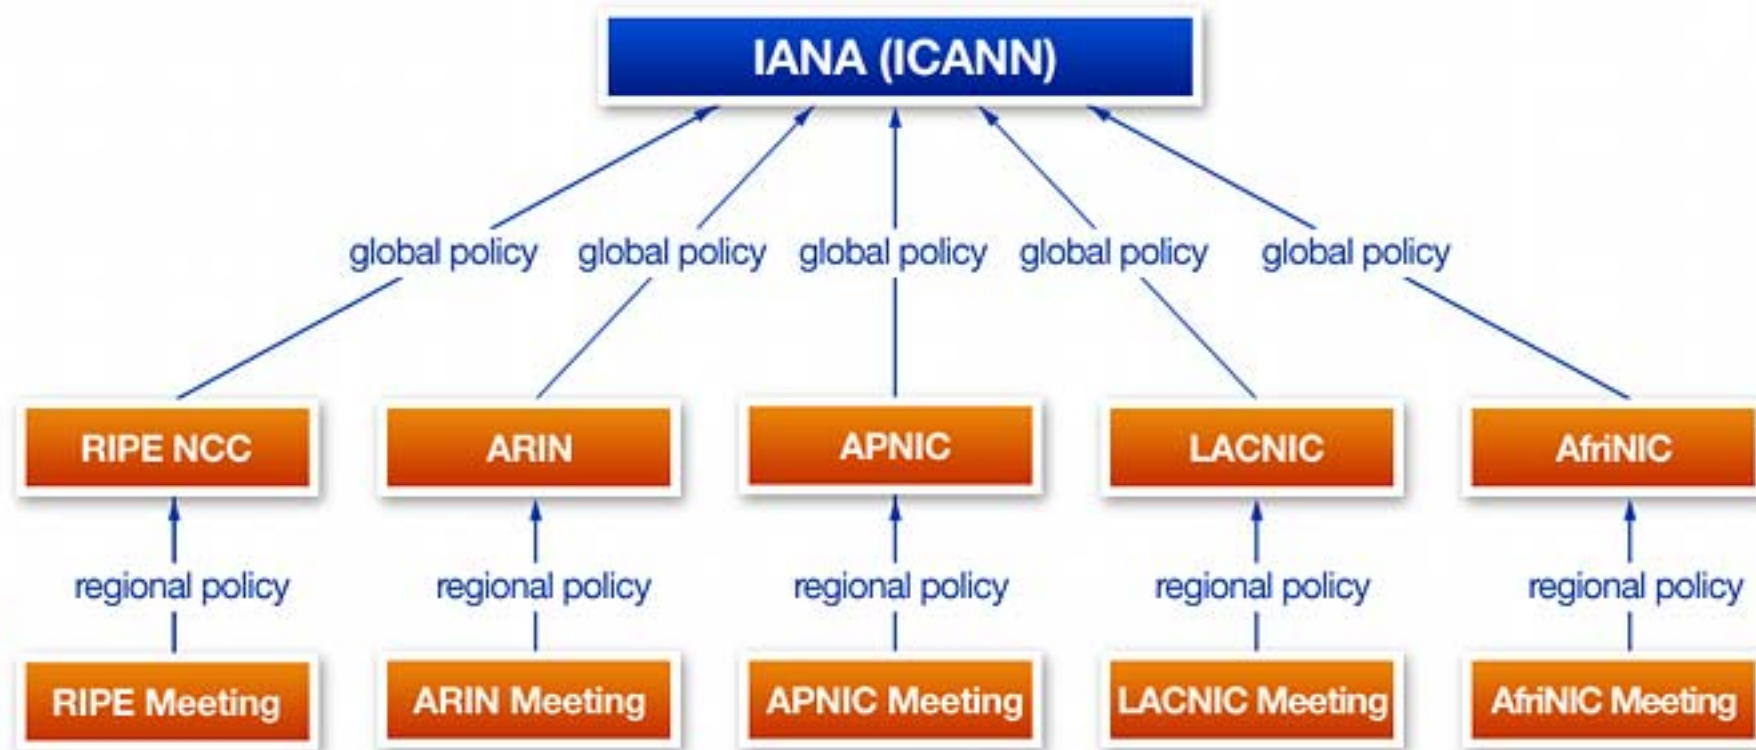 IANA (ICANN)
global policy global policy global policy global policy global policy
RIPE NCC ARIN APNIC LACNIC AfriNIC
regional policy regional policy regional policy regional policy regional policy
RIPE Meeting ARIN Meeting APNIC Meeting LACNIC Meeting AfriNIC Meeting